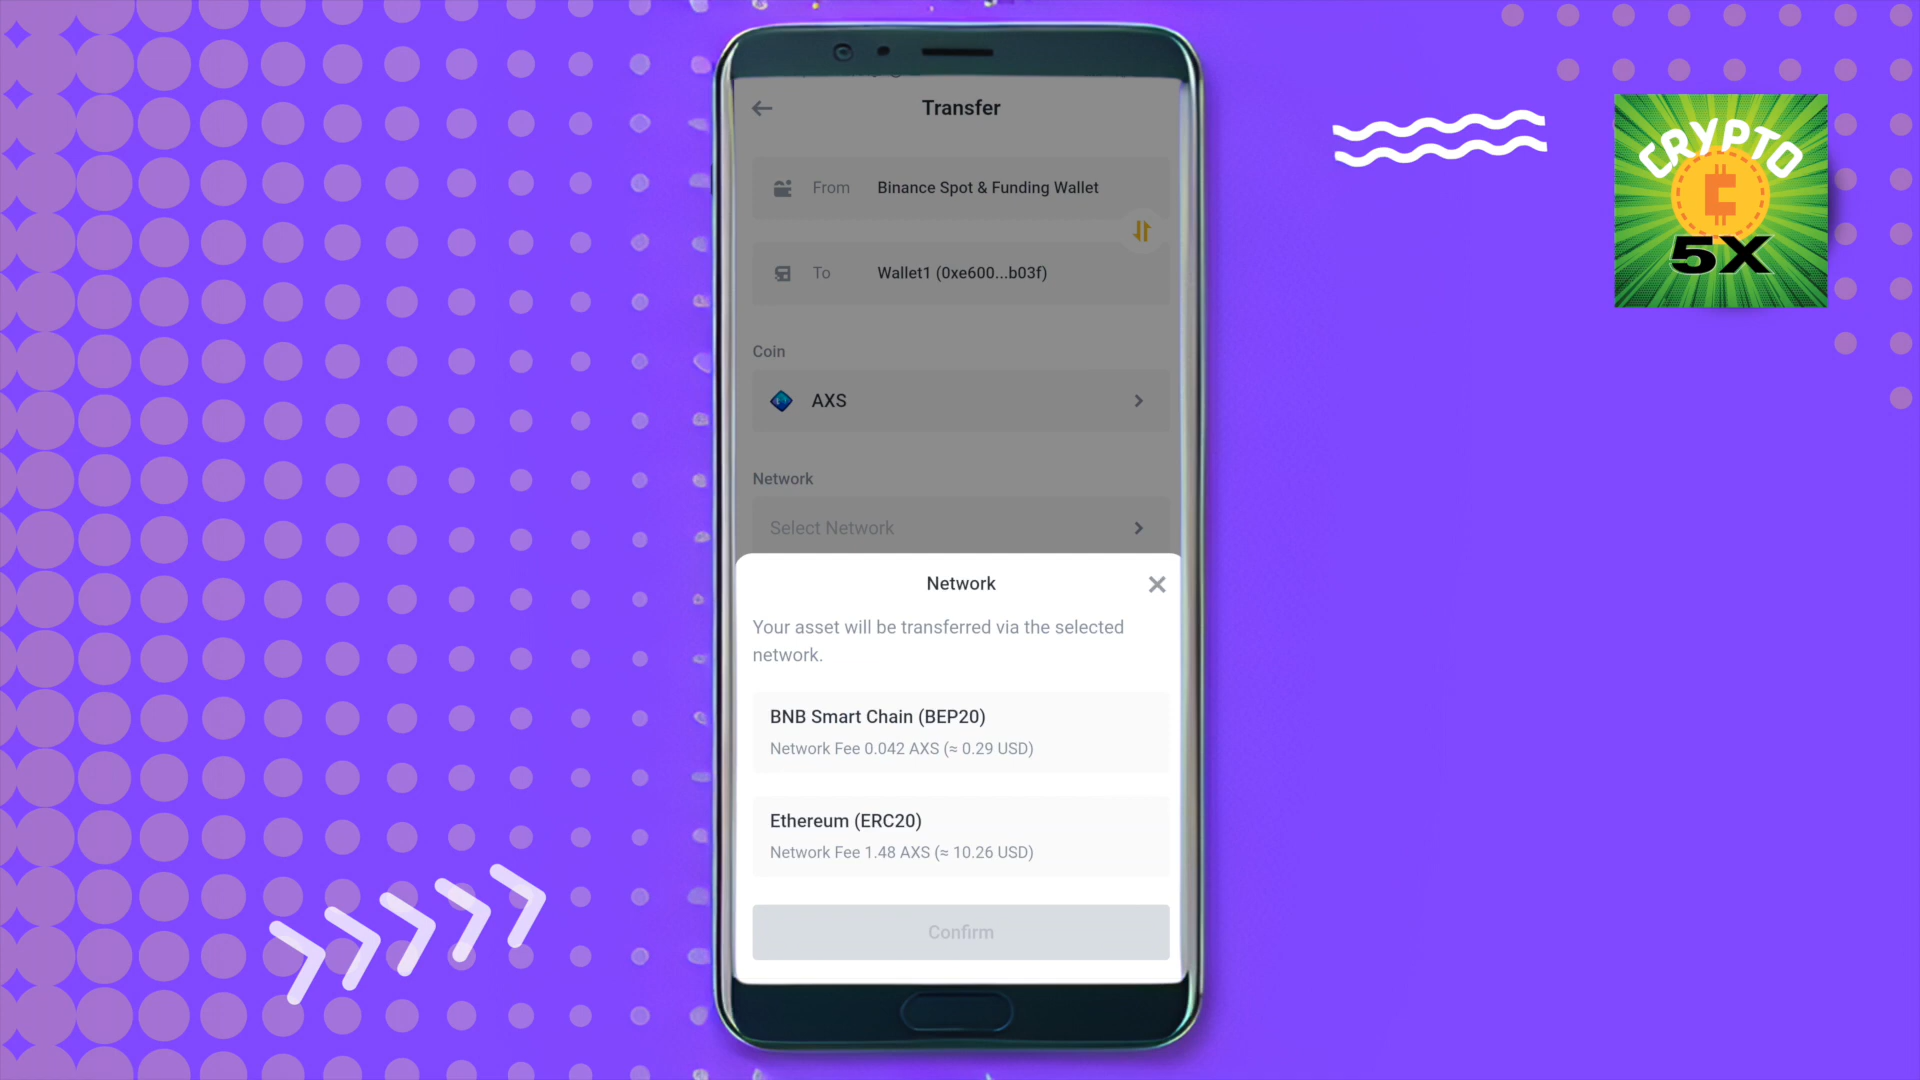 Transfer
From Binance Spot & Funding Wallet
To Wallet1 (0xe600...b03f)
Coin
AXS
Network
Select Network
Network
Your asset will be transferred via the selected
network.
BNB Smart Chain (BEP20)
Network Fee 0.042 AXS (≈ 0.29 USD)
Ethereum (ERC20)
Network Fee 1.48 AXS (≈ 10.26 USD)
Confirm
CRYPTO
5X